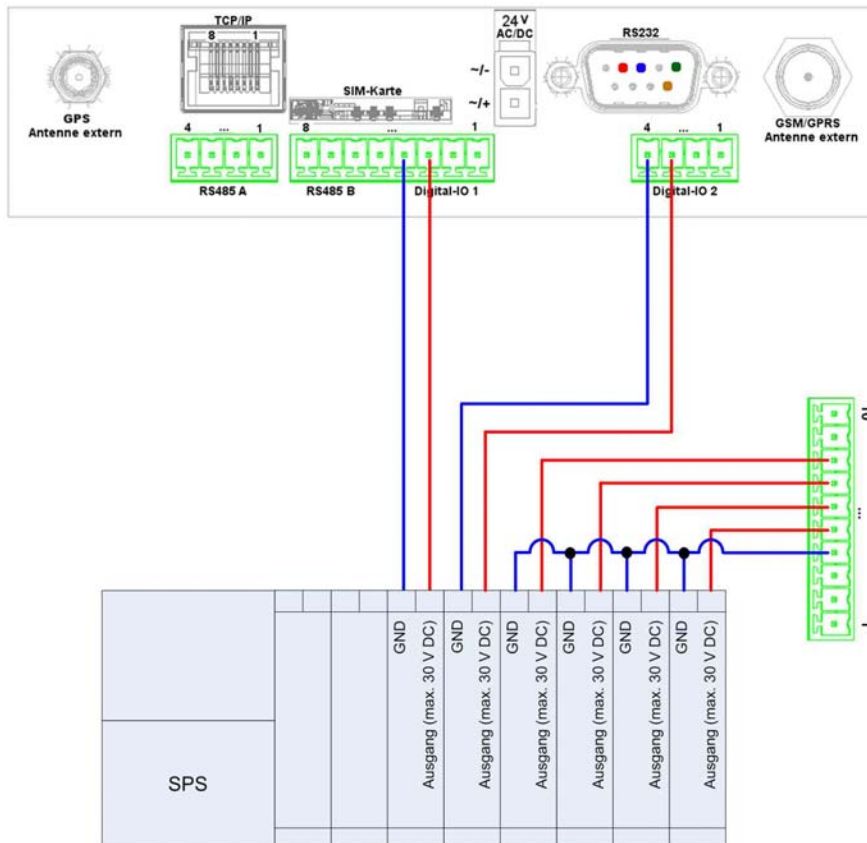 24 V
AC/DC
TCP/IP
8 1
RS232
~/-
~/+
SIM-Karte
GPS
Antenne extern
GSM/GPRS
Antenne extern
4 ... 1
8 ... 1
4 ... 1
RS485 A
RS485 B
Digital-IO 1
Digital-IO 2
10
...
1
GND
Ausgang (max. 30 V DC)
GND
Ausgang (max. 30 V DC)
GND
Ausgang (max. 30 V DC)
GND
Ausgang (max. 30 V DC)
GND
Ausgang (max. 30 V DC)
GND
Ausgang (max. 30 V DC)
SPS